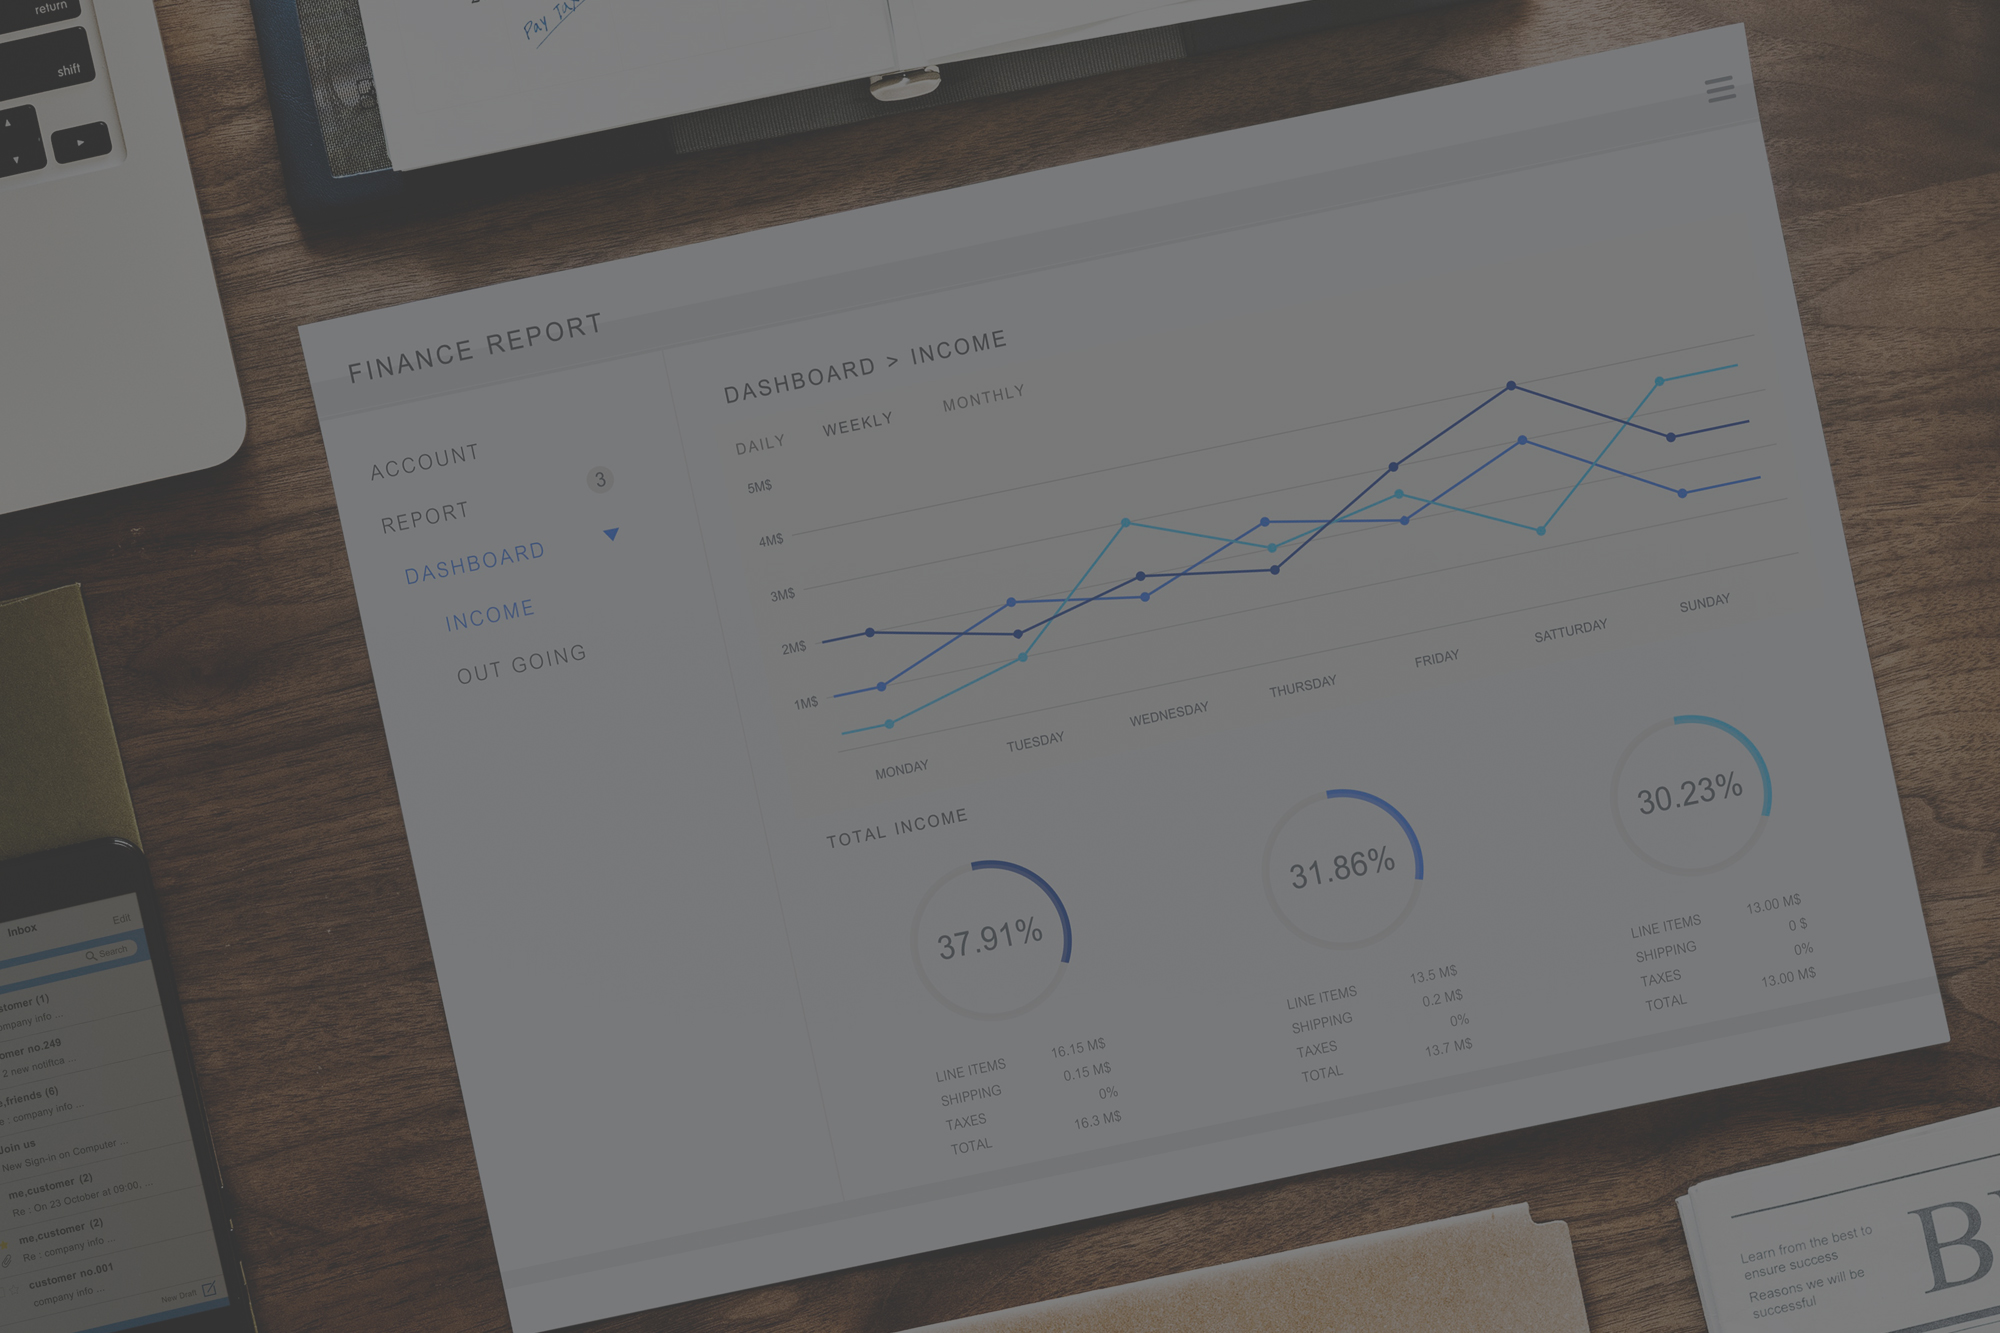 return
shift
Pay Tax
FINANCE REPORT
ACCOUNT
REPORT
3
DASHBOARD
INCOME
OUT GOING
DASHBOARD > INCOME
DAILY WEEKLY MONTHLY
5M$
4M$
3M$
2M$
1M$
MONDAY TUESDAY WEDNESDAY THURSDAY FRIDAY SATTURDAY SUNDAY
TOTAL INCOME
37.91%
LINE ITEMS 16.15 M$
SHIPPING 0.15 M$
TAXES 0%
TOTAL 16.3 M$
31.86%
LINE ITEMS 13.5 M$
SHIPPING 0.2 M$
TAXES 0%
TOTAL 13.7 M$
30.23%
LINE ITEMS 13.00 M$
SHIPPING 0 $
TAXES 0%
TOTAL 13.00 M$
Inbox Edit
Search
stomer (1)
ompany info ...
omer no.249
2 new notifica ...
e,friends (6)
e : company info ...
Join us
New Sign-in on Computer ...
me,customer (2)
Re : On 23 October at 09:00, ...
me,customer (2)
Re : company info ...
customer no.001
company info ...
New Draft
Learn from the best to
ensure success
Reasons we will be
successful
B